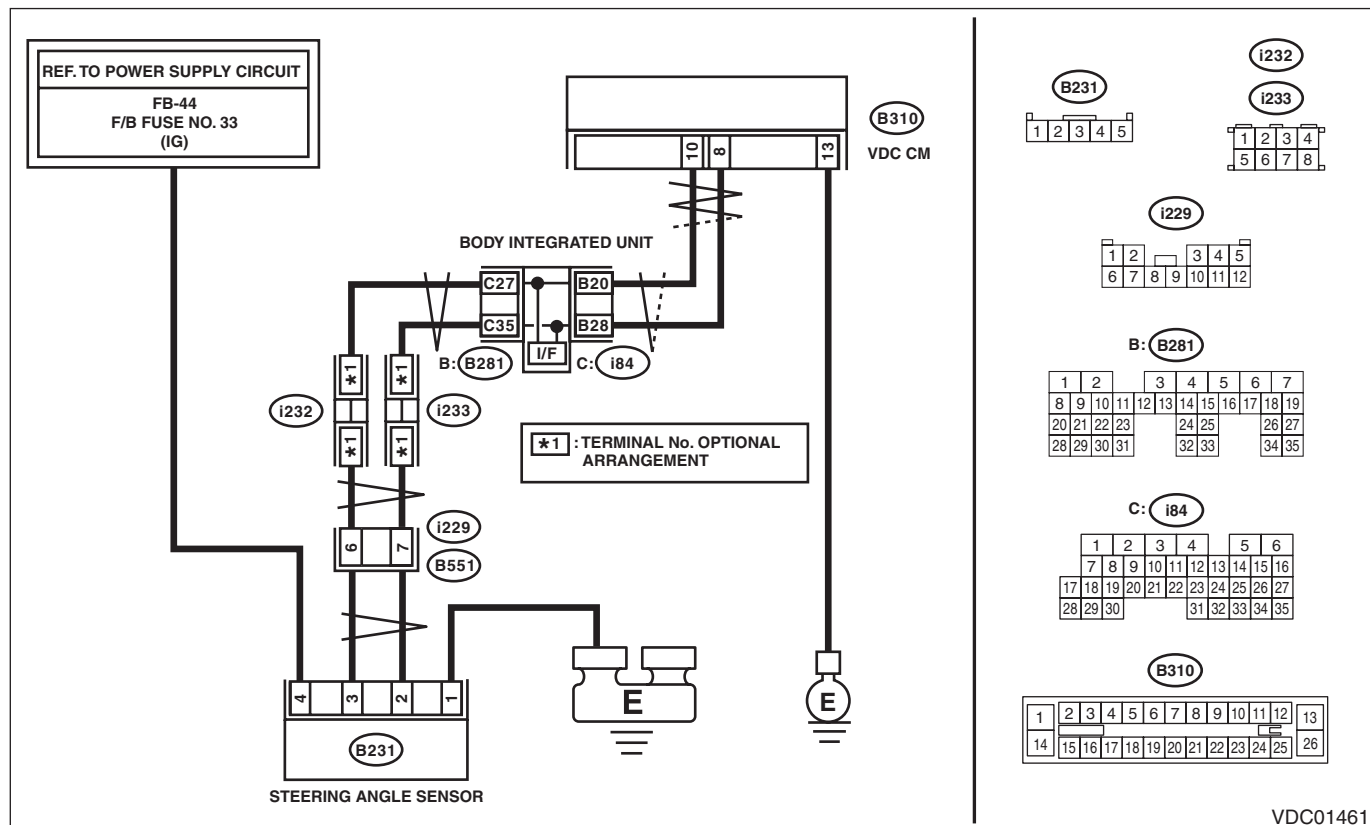 REF. TO POWER SUPPLY CIRCUIT
FB-44
F/B FUSE NO. 33
(IG)
10
8
13
B310
VDC CM
BODY INTEGRATED UNIT
C27
B20
C35
B28
I/F
B: B281
C: i84
*1
*1
i232
i233
*1
*1
*1 : TERMINAL No. OPTIONAL
ARRANGEMENT
6
7
i229
B551
4
3
2
1
E
E
B231
STEERING ANGLE SENSOR
B231
1 2 3 4 5
i232
i233
1 2 3 4
5 6 7 8
i229
1 2 3 4 5
6 7 8 9 10 11 12
B: B281
1 2 3 4 5 6 7
8 9 10 11 12 13 14 15 16 17 18 19
20 21 22 23 24 25 26 27
28 29 30 31 32 33 34 35
C: i84
1 2 3 4 5 6
7 8 9 10 11 12 13 14 15 16
17 18 19 20 21 22 23 24 25 26 27
28 29 30 31 32 33 34 35
B310
1 2 3 4 5 6 7 8 9 10 11 12 13
14 15 16 17 18 19 20 21 22 23 24 25 26
VDC01461